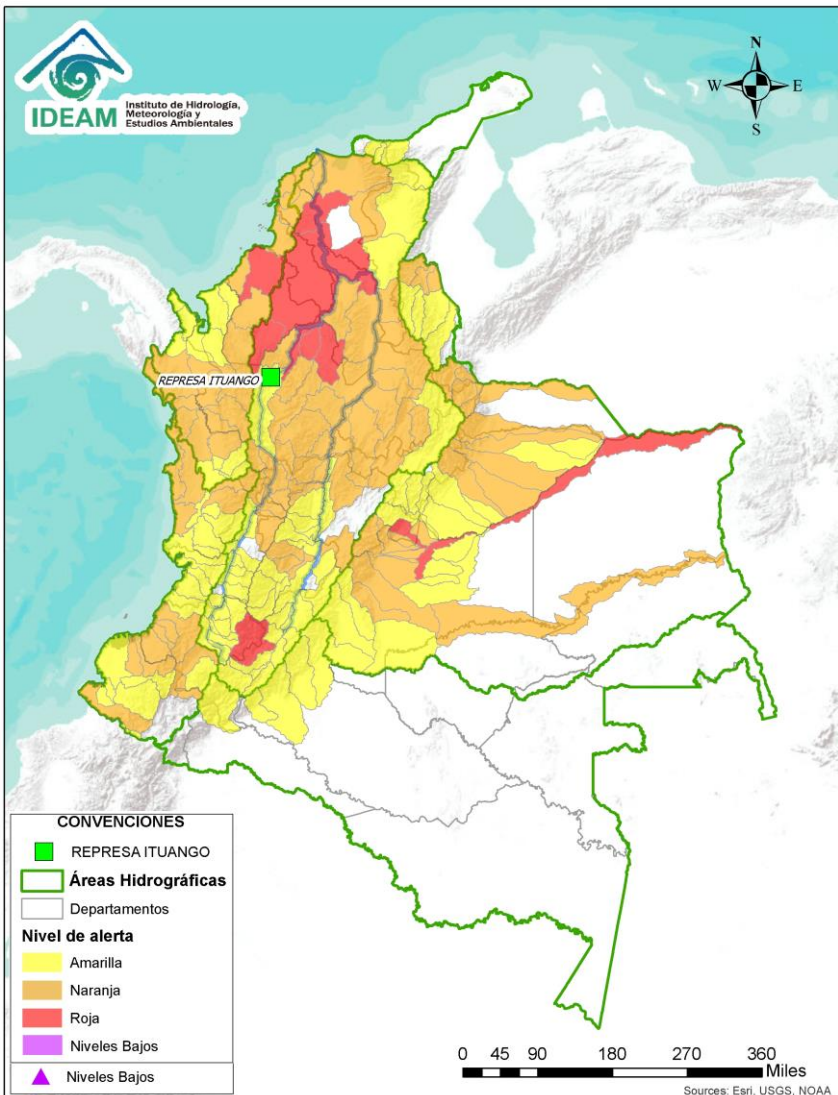 IDEAM
Instituto de Hidrología,
Meteorología y
Estudios Ambientales
N
W
E
S
REPRESA ITUANGO
CONVENCIONES
REPRESA ITUANGO
Áreas Hidrográficas
Departamentos
Nivel de alerta
Amarilla
Naranja
Roja
Niveles Bajos
Niveles Bajos
0 45 90 180 270 360
Miles
Sources: Esri, USGS, NOAA